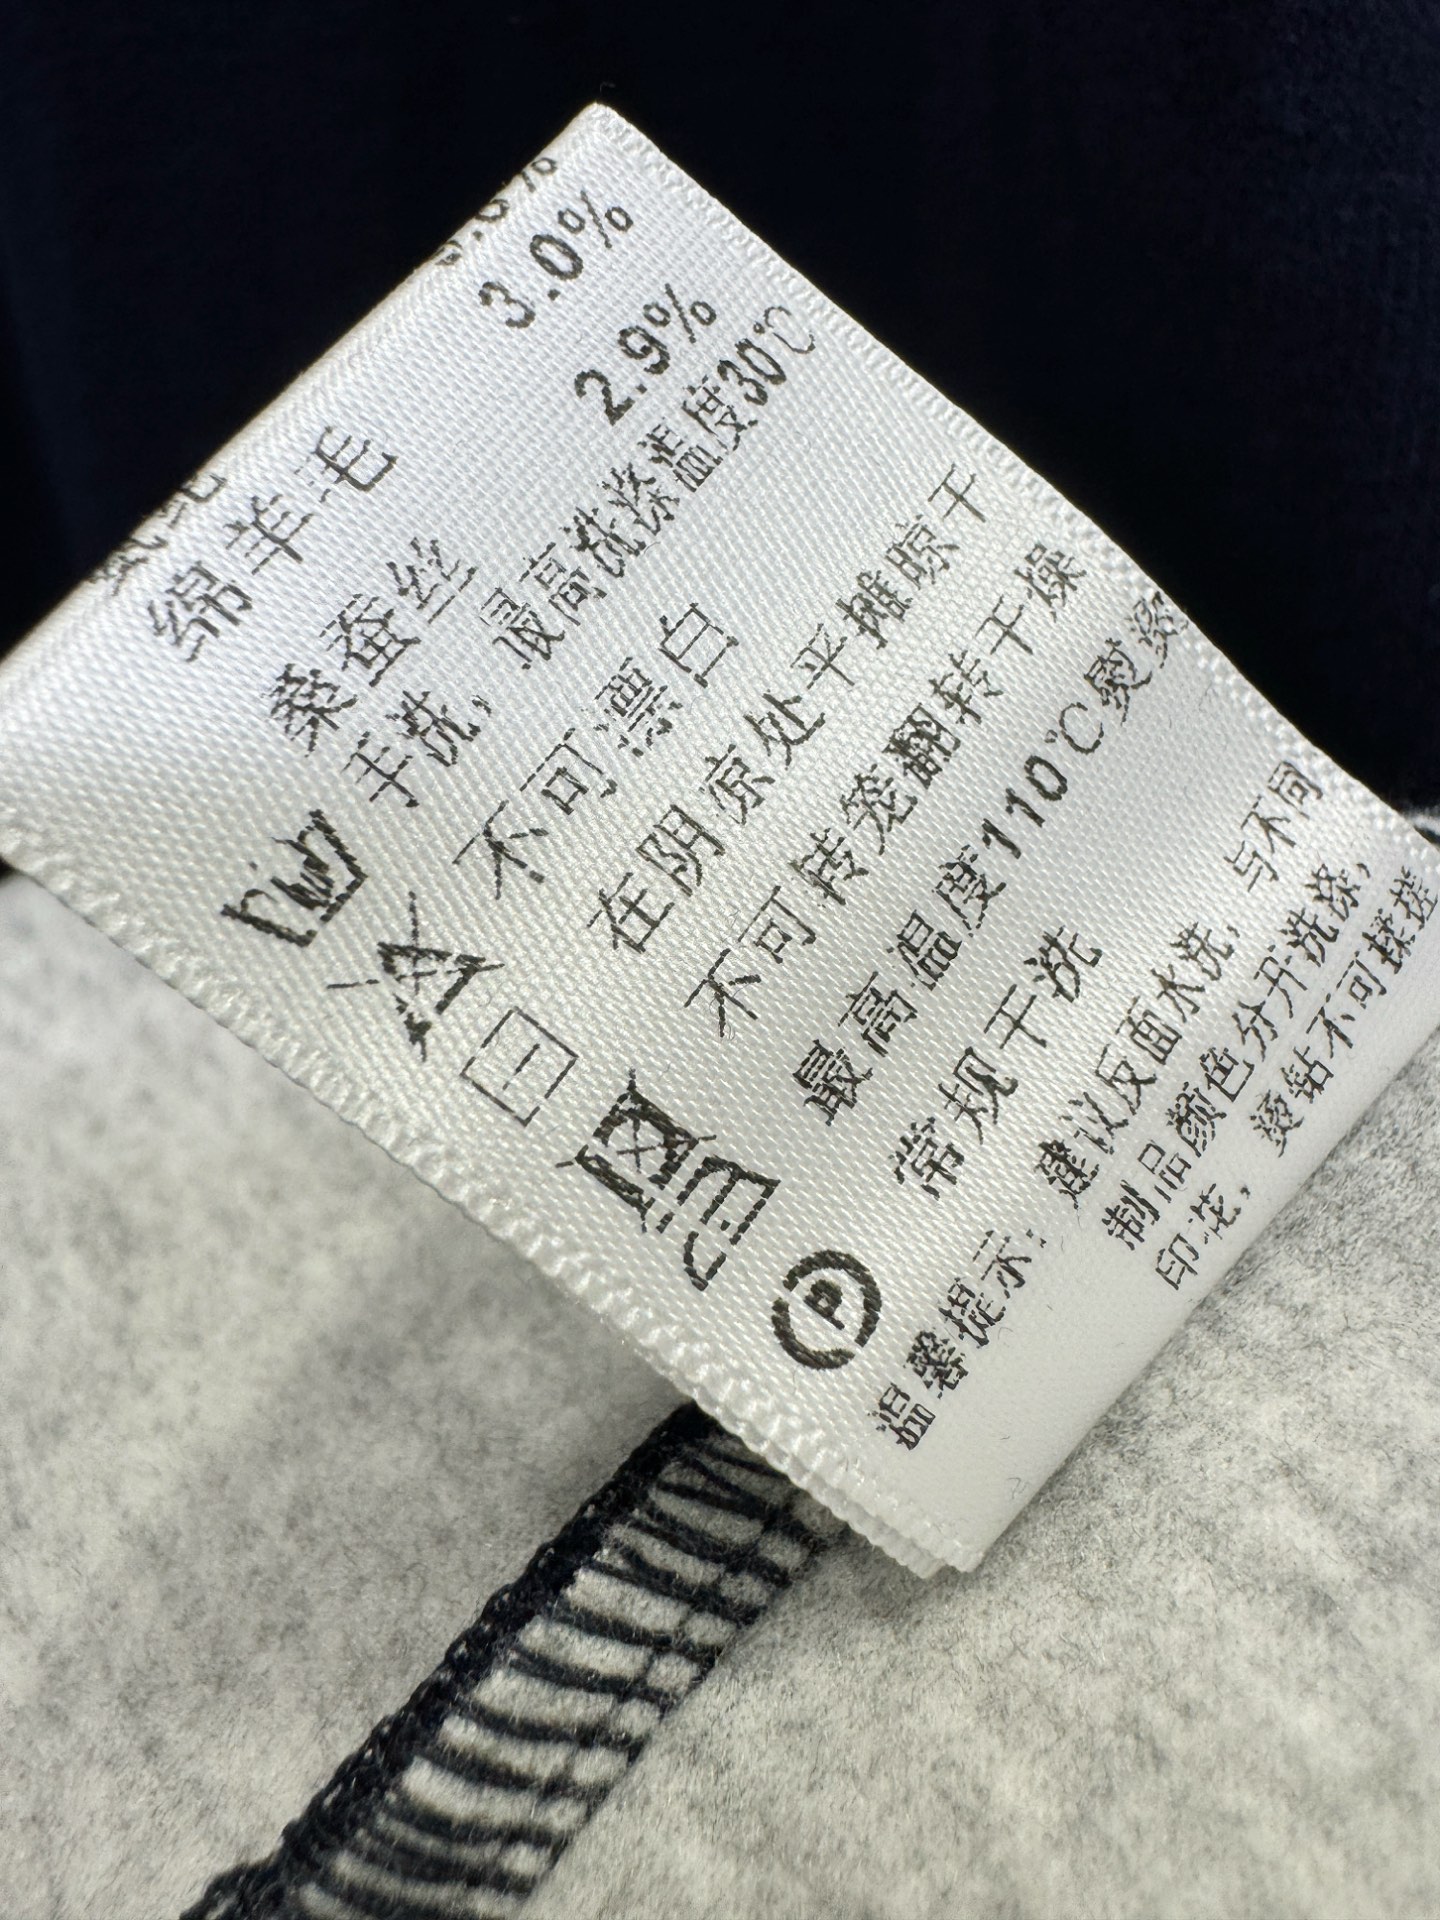 绵羊毛 3.0%
桑蚕丝 2.9%
手洗，最高洗涤温度30℃
不可漂白
在阴凉处平摊晾干
不可转笼翻转干燥
最高温度110℃熨烫
P
常规干洗
温馨提示：建议反面水洗，与不同
制品颜色分开洗涤，
印花，烫钻不可揉搓